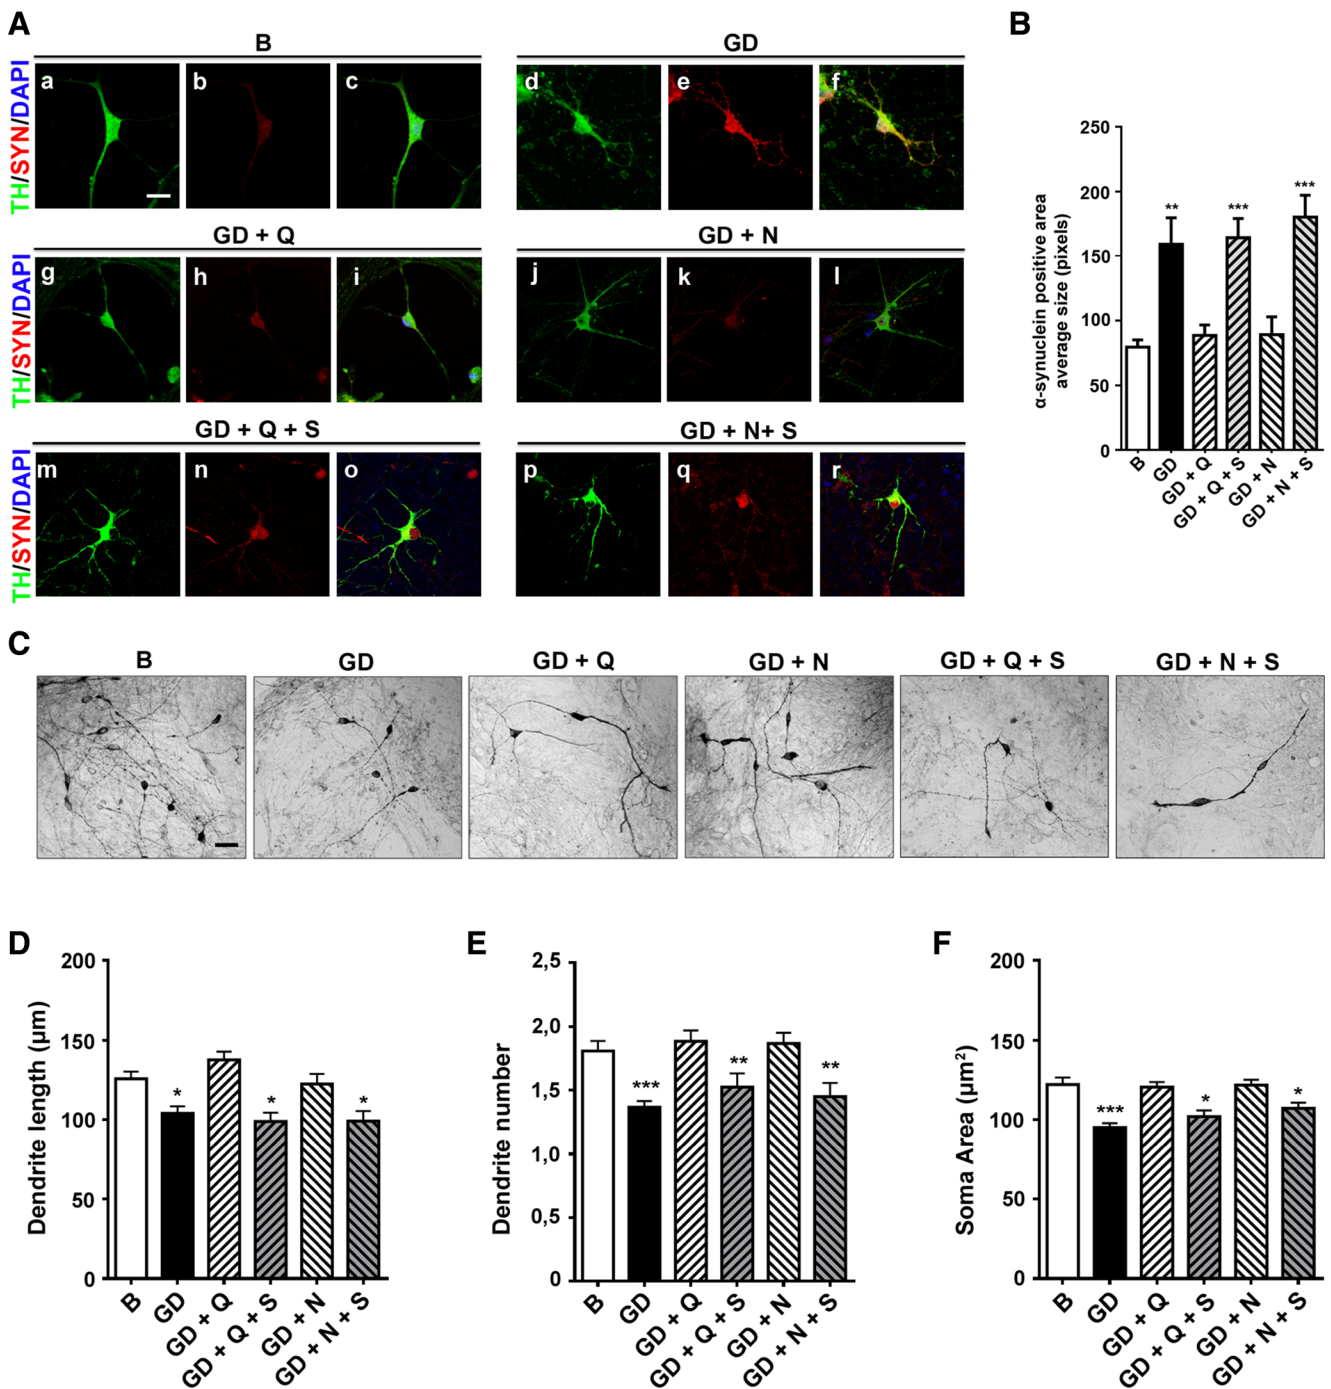 A
B
GD
TH/SYN/DAPI
a
b
c
d
e
f
GD + Q
GD + N
TH/SYN/DAPI
g
h
i
j
k
l
GD + Q + S
GD + N+ S
TH/SYN/DAPI
m
n
o
p
q
r
B
α-synuclein positive area
average size (pixels)
250
200
150
100
50
0
**
***
***
B
GD
GD + Q
GD + Q + S
GD + N
GD + N + S
C
B
GD
GD + Q
GD + N
GD + Q + S
GD + N + S
D
Dendrite length (µm)
200
150
100
50
0
*
*
*
B
GD
GD + Q
GD + Q + S
GD + N
GD + N + S
E
Dendrite number
2,5
2,0
1,5
1,0
0,5
0
***
**
**
B
GD
GD + Q
GD + Q + S
GD + N
GD + N + S
F
Soma Area (µm²)
200
150
100
50
0
***
*
*
B
GD
GD + Q
GD + Q + S
GD + N
GD + N + S